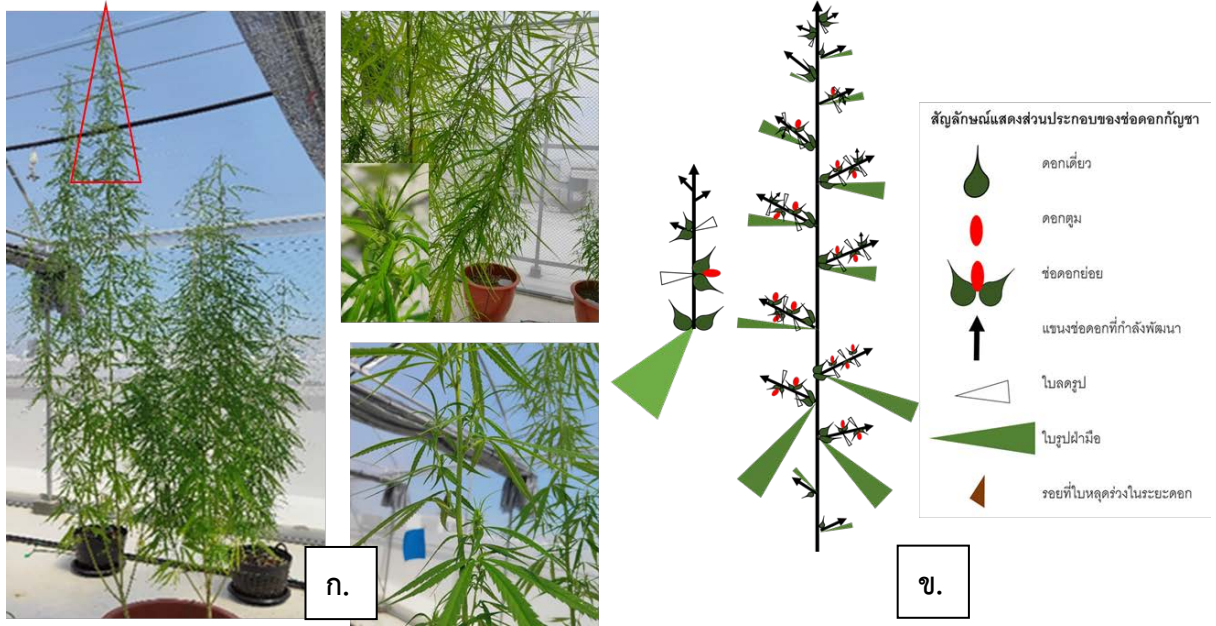 สัญลักษณ์แสดงส่วนประกอบของช่อดอกกัญชา
ดอกเดี่ยว
ดอกตูม
ช่อดอกย่อย
แขนงช่อดอกที่กำลังพัฒนา
ใบลดรูป
ใบรูปฝ่ามือ
รอยที่ใบหลุดร่วงในระยะดอก
ก.
ข.